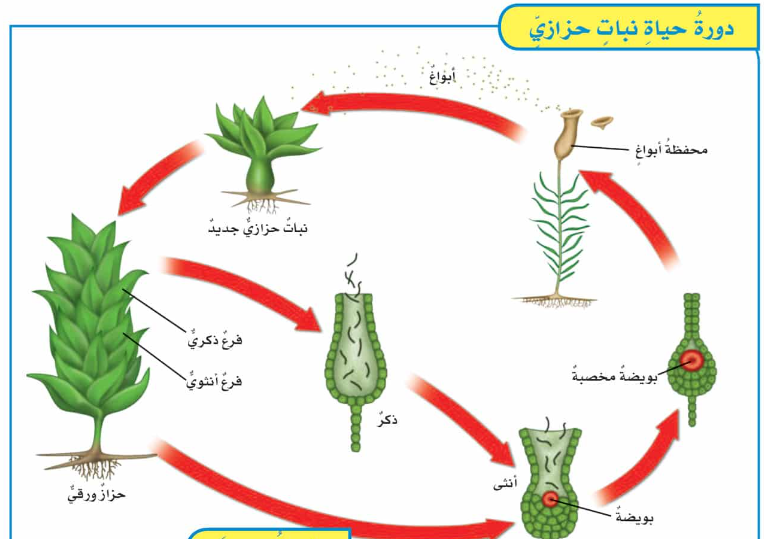 دورةُ حياةِ نباتٍ حزازيٍّ
أبواغٌ
محفظةُ أبواغٍ
نباتٌ حزازيٌّ جديدٌ
فرعٌ ذكريٌّ
فرعٌ أنثويٌّ
بويضةٌ مخصبةٌ
ذكرٌ
أنثى
حزازٌ ورقيٌّ
بويضةٌ